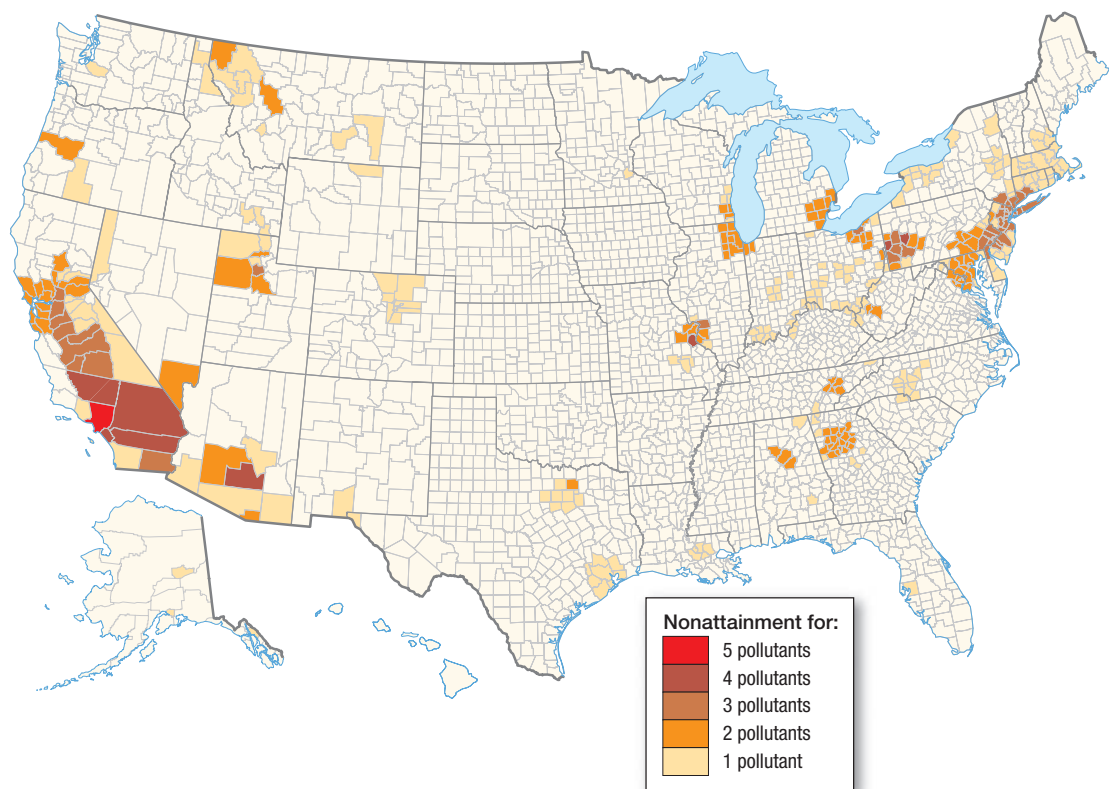 Nonattainment for:
5 pollutants
4 pollutants
3 pollutants
2 pollutants
1 pollutant